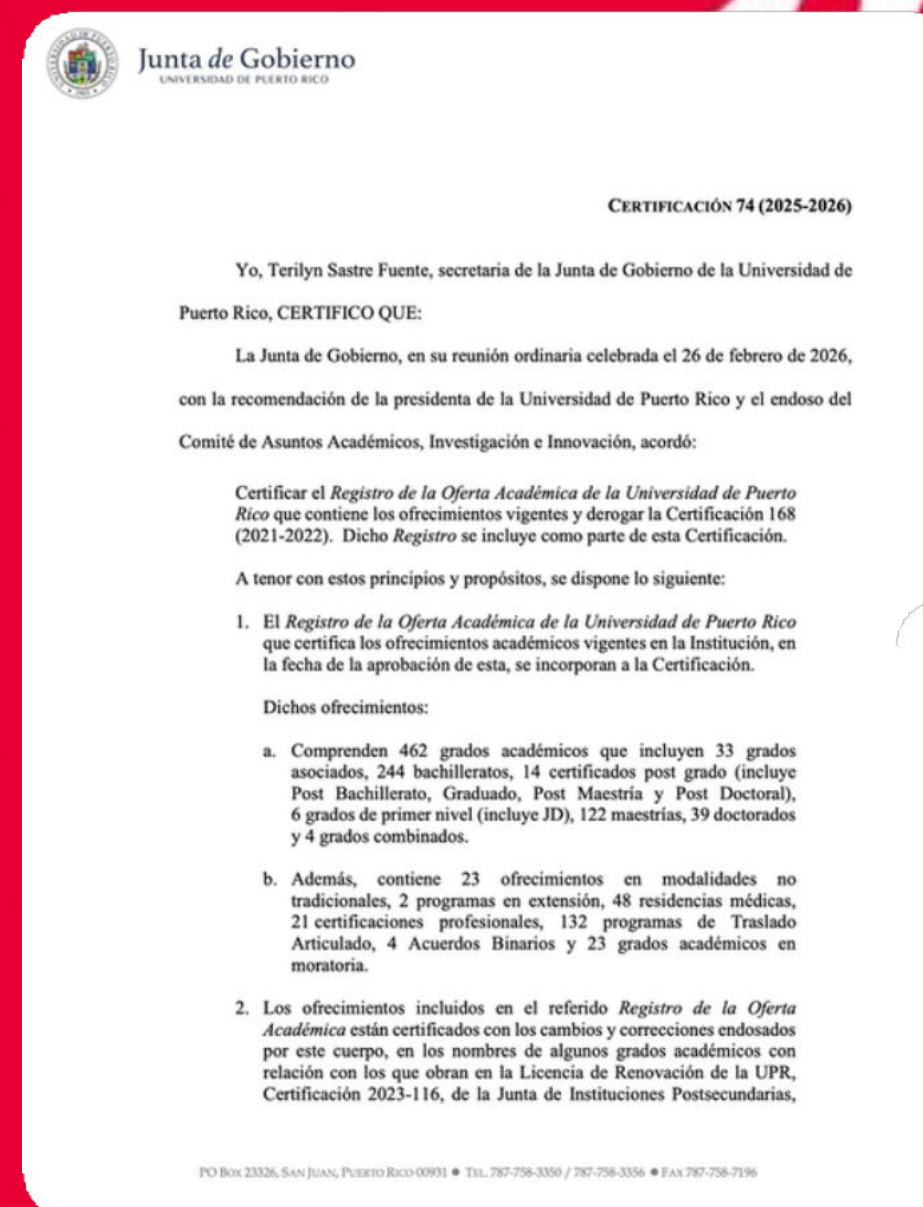 Junta de Gobierno
UNIVERSIDAD DE PUERTO RICO
CERTIFICACIÓN 74 (2025-2026)
Yo, Terilyn Sastre Fuente, secretaria de la Junta de Gobierno de la Universidad de
Puerto Rico, CERTIFICO QUE:
La Junta de Gobierno, en su reunión ordinaria celebrada el 26 de febrero de 2026,
con la recomendación de la presidenta de la Universidad de Puerto Rico y el endoso del
Comité de Asuntos Académicos, Investigación e Innovación, acordó:
Certificar el Registro de la Oferta Académica de la Universidad de Puerto
Rico que contiene los ofrecimientos vigentes y derogar la Certificación 168
(2021-2022). Dicho Registro se incluye como parte de esta Certificación.
A tenor con estos principios y propósitos, se dispone lo siguiente:
1. El Registro de la Oferta Académica de la Universidad de Puerto Rico
que certifica los ofrecimientos académicos vigentes en la Institución, en
la fecha de la aprobación de esta, se incorporan a la Certificación.
Dichos ofrecimientos:
a. Comprenden 462 grados académicos que incluyen 33 grados
asociados, 244 bachilleratos, 14 certificados post grado (incluye
Post Bachillerato, Graduado, Post Maestría y Post Doctoral),
6 grados de primer nivel (incluye JD), 122 maestrías, 39 doctorados
y 4 grados combinados.
b. Además, contiene 23 ofrecimientos en modalidades no
tradicionales, 2 programas en extensión, 48 residencias médicas,
21 certificaciones profesionales, 132 programas de Traslado
Articulado, 4 Acuerdos Binarios y 23 grados académicos en
moratoria.
2. Los ofrecimientos incluidos en el referido Registro de la Oferta
Académica están certificados con los cambios y correcciones endosados
por este cuerpo, en los nombres de algunos grados académicos con
relación con los que obran en la Licencia de Renovación de la UPR,
Certificación 2023-116, de la Junta de Instituciones Postsecundarias,
PO BOX 23326, SAN JUAN, PUERTO RICO 00931 ● TEL. 787-758-3350 / 787-758-3356 ● FAX 787-758-7196